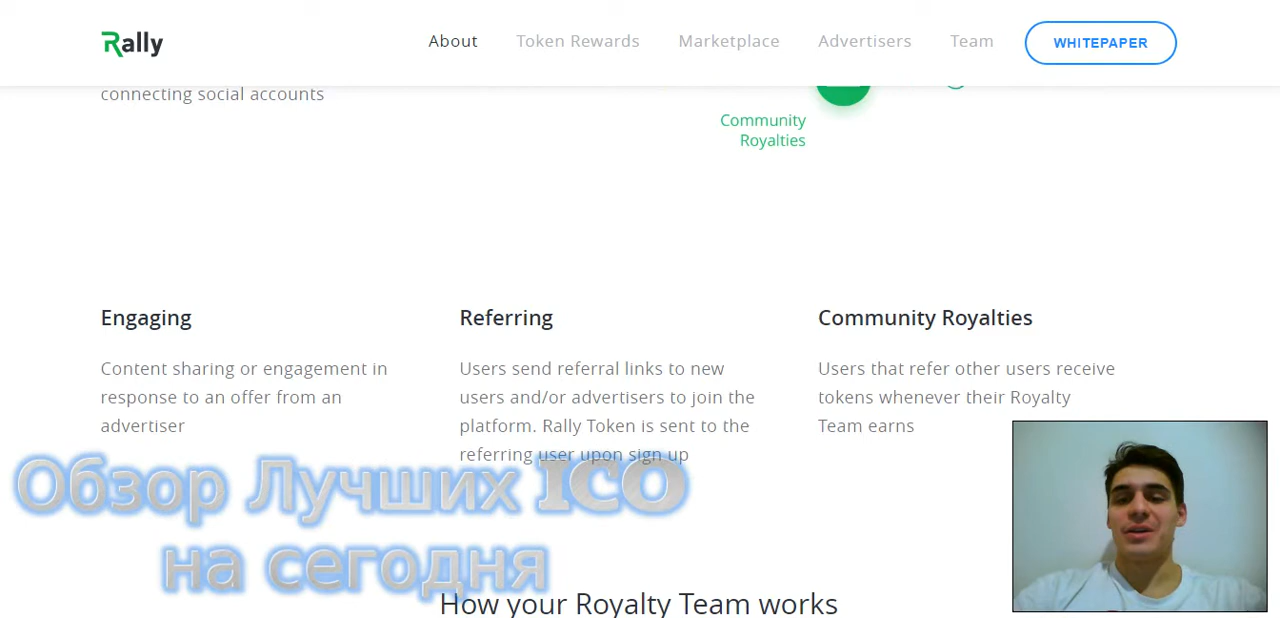 Rally
About Token Rewards Marketplace Advertisers Team WHITEPAPER
connecting social accounts
Community
Royalties
Engaging
Content sharing or engagement in
response to an offer from an
advertiser
Referring
Users send referral links to new
users and/or advertisers to join the
platform. Rally Token is sent to the
referring user upon sign up
Community Royalties
Users that refer other users receive
tokens whenever their Royalty
Team earns
Обзор Лучших ICO
на сегодня
How your Royalty Team works